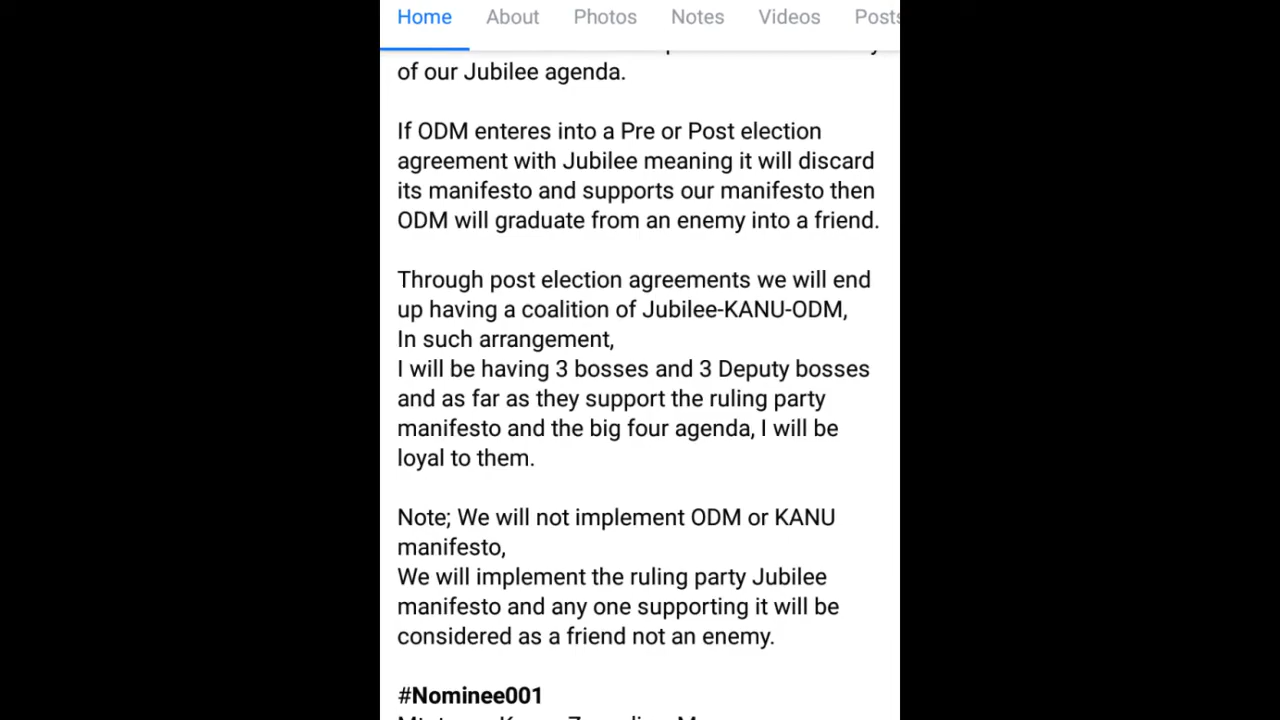 Home About Photos Notes Videos Posts
of our Jubilee agenda.
If ODM enteres into a Pre or Post election
agreement with Jubilee meaning it will discard
its manifesto and supports our manifesto then
ODM will graduate from an enemy into a friend.
Through post election agreements we will end
up having a coalition of Jubilee-KANU-ODM,
In such arrangement,
I will be having 3 bosses and 3 Deputy bosses
and as far as they support the ruling party
manifesto and the big four agenda, I will be
loyal to them.
Note; We will not implement ODM or KANU
manifesto,
We will implement the ruling party Jubilee
manifesto and any one supporting it will be
considered as a friend not an enemy.
#Nominee001